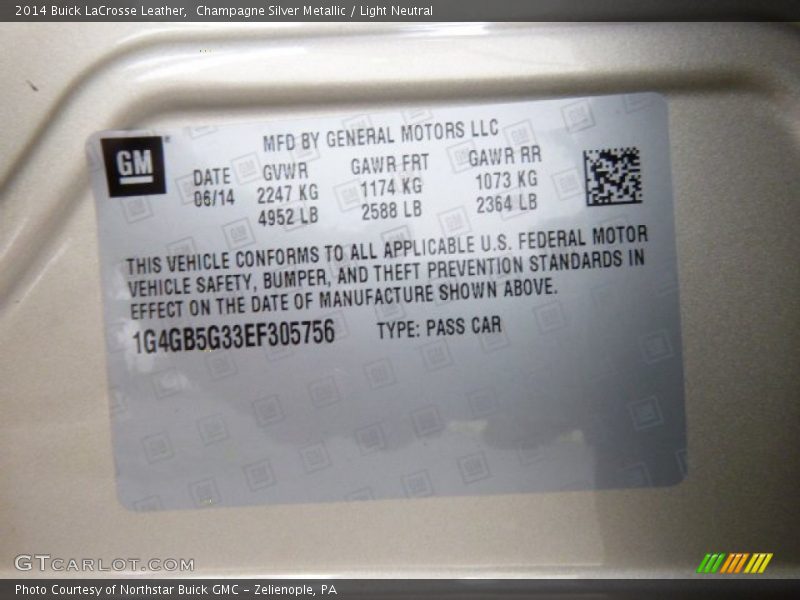 2014 Buick LaCrosse Leather,  Champagne Silver Metallic / Light Neutral
GM
MFD BY GENERAL MOTORS LLC
DATE GVWR GAWR FRT GAWR RR
06/14 2247 KG 1174 KG 1073 KG
4952 LB 2588 LB 2364 LB
THIS VEHICLE CONFORMS TO ALL APPLICABLE U.S. FEDERAL MOTOR
VEHICLE SAFETY, BUMPER, AND THEFT PREVENTION STANDARDS IN
EFFECT ON THE DATE OF MANUFACTURE SHOWN ABOVE.
1G4GB5G33EF305756 TYPE: PASS CAR
GTCARLOT.COM
Photo Courtesy of Northstar Buick GMC - Zelienople, PA